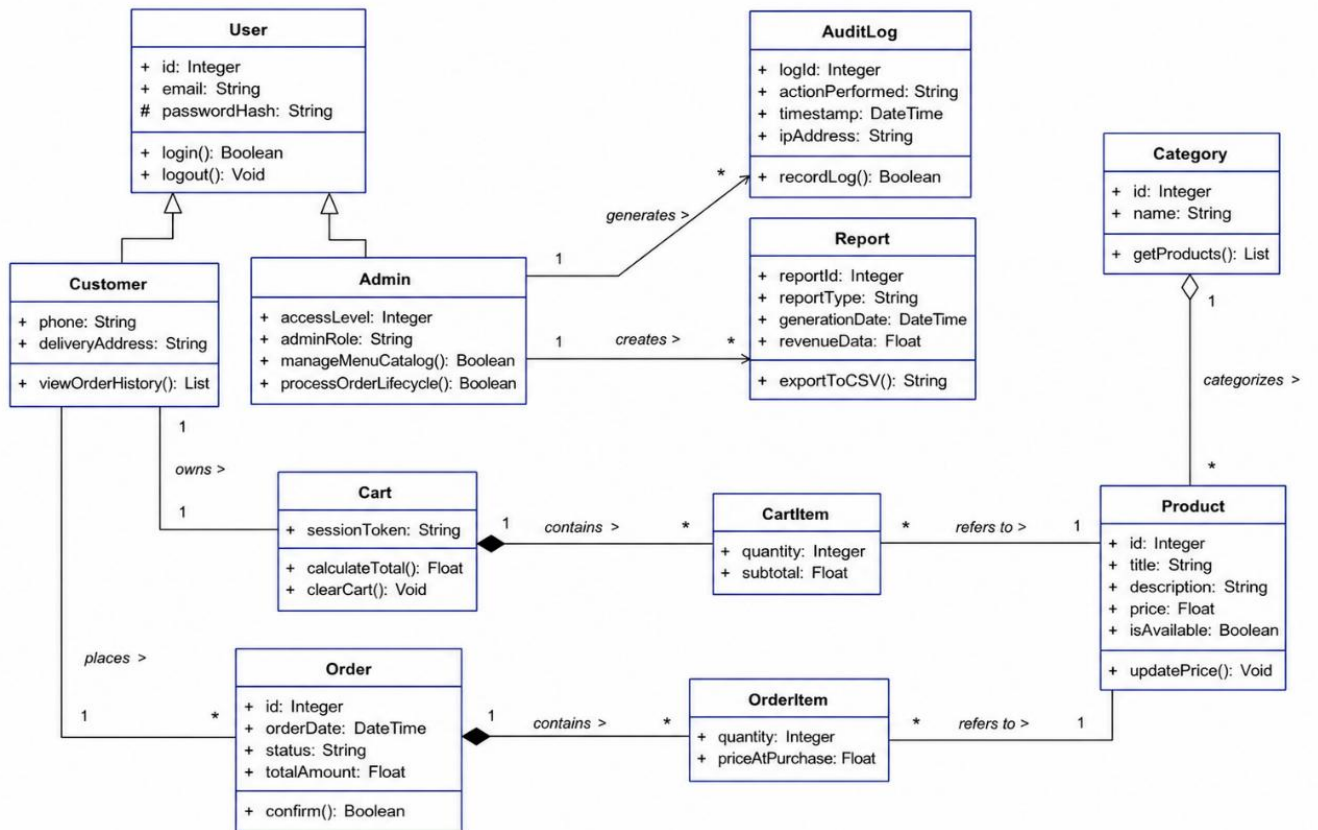 User
+ id: Integer
+ email: String
# passwordHash: String
+ login(): Boolean
+ logout(): Void
AuditLog
+ logId: Integer
+ actionPerformed: String
+ timestamp: DateTime
+ ipAddress: String
+ recordLog(): Boolean
Category
+ id: Integer
+ name: String
+ getProducts(): List
1
categorizes >
*
generates >
1
*
Customer
+ phone: String
+ deliveryAddress: String
+ viewOrderHistory(): List
Admin
+ accessLevel: Integer
+ adminRole: String
+ manageMenuCatalog(): Boolean
+ processOrderLifecycle(): Boolean
1
creates >
*
Report
+ reportId: Integer
+ reportType: String
+ generationDate: DateTime
+ revenueData: Float
+ exportToCSV(): String
1
owns >
1
Cart
+ sessionToken: String
+ calculateTotal(): Float
+ clearCart(): Void
1
contains >
*
CartItem
+ quantity: Integer
+ subtotal: Float
*
refers to >
1
Product
+ id: Integer
+ title: String
+ description: String
+ price: Float
+ isAvailable: Boolean
+ updatePrice(): Void
places >
1
*
Order
+ id: Integer
+ orderDate: DateTime
+ status: String
+ totalAmount: Float
+ confirm(): Boolean
1
contains >
*
OrderItem
+ quantity: Integer
+ priceAtPurchase: Float
*
refers to >
1